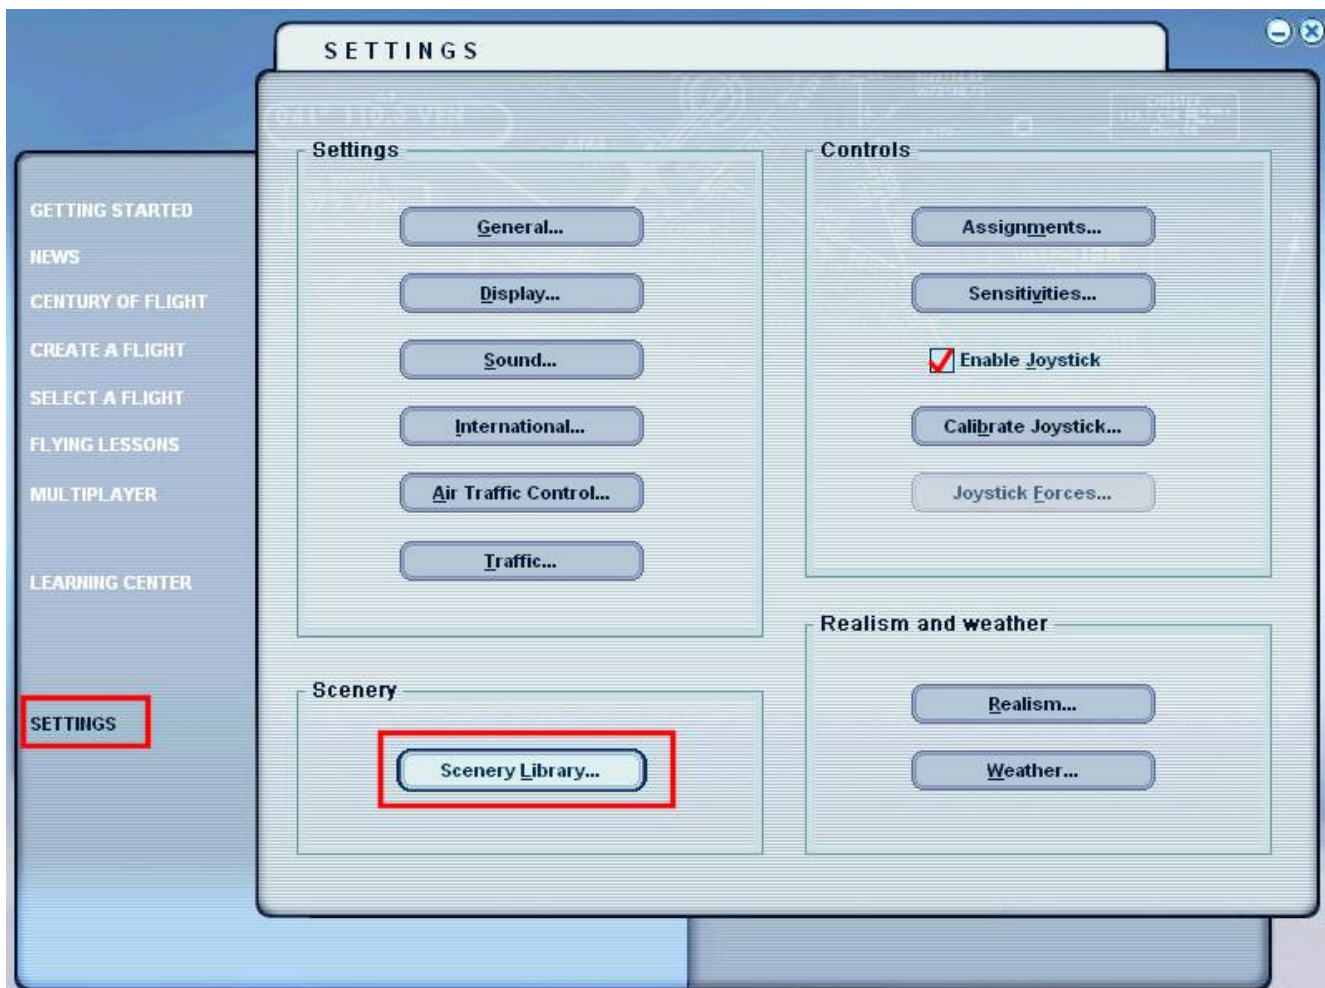 SETTINGS
GETTING STARTED
NEWS
CENTURY OF FLIGHT
CREATE A FLIGHT
SELECT A FLIGHT
FLYING LESSONS
MULTIPLAYER
LEARNING CENTER
SETTINGS
Settings
General...
Display...
Sound...
International...
Air Traffic Control...
Traffic...
Scenery
Scenery Library...
Controls
Assignments...
Sensitivities...
Enable Joystick
Calibrate Joystick...
Joystick Forces...
Realism and weather
Realism...
Weather...